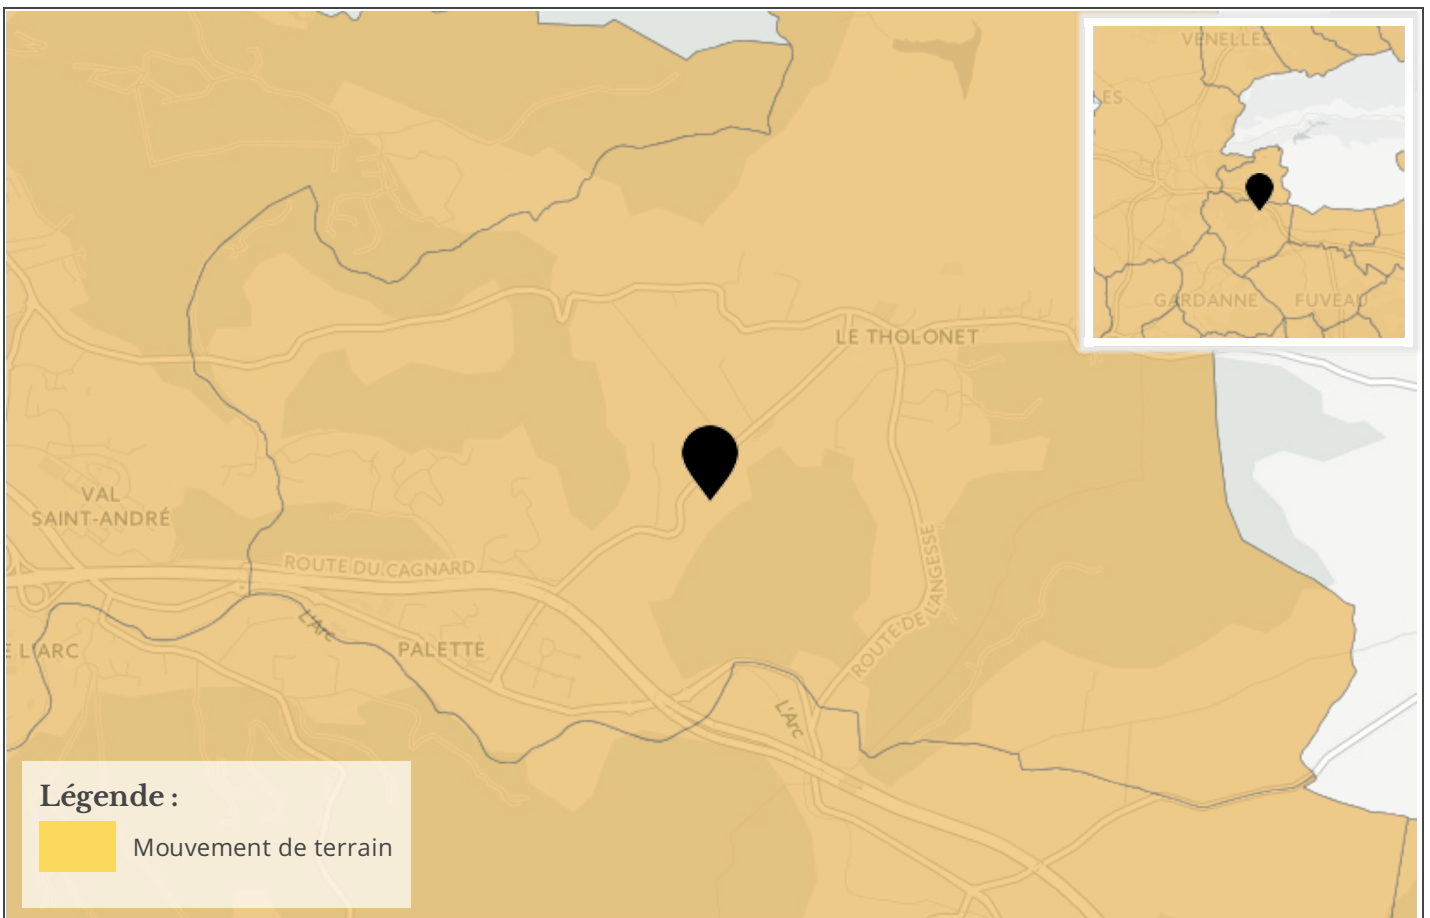 VENELLES
LES
GARDANNE
FUVEAU
LE THOLONET
VAL
SAINT-ANDRÉ
ROUTE DU CAGNARD
ROUTE DE L'ANGESSE
L'Arc
PALETTE
E L'ARC
L'Arc
Légende :
Mouvement de terrain